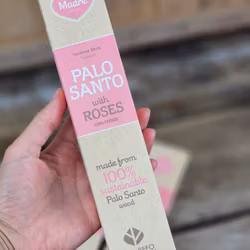 Madre
PALO
SANTO
with
ROSES
made from
100%
sustainable
Palo Santo
wood